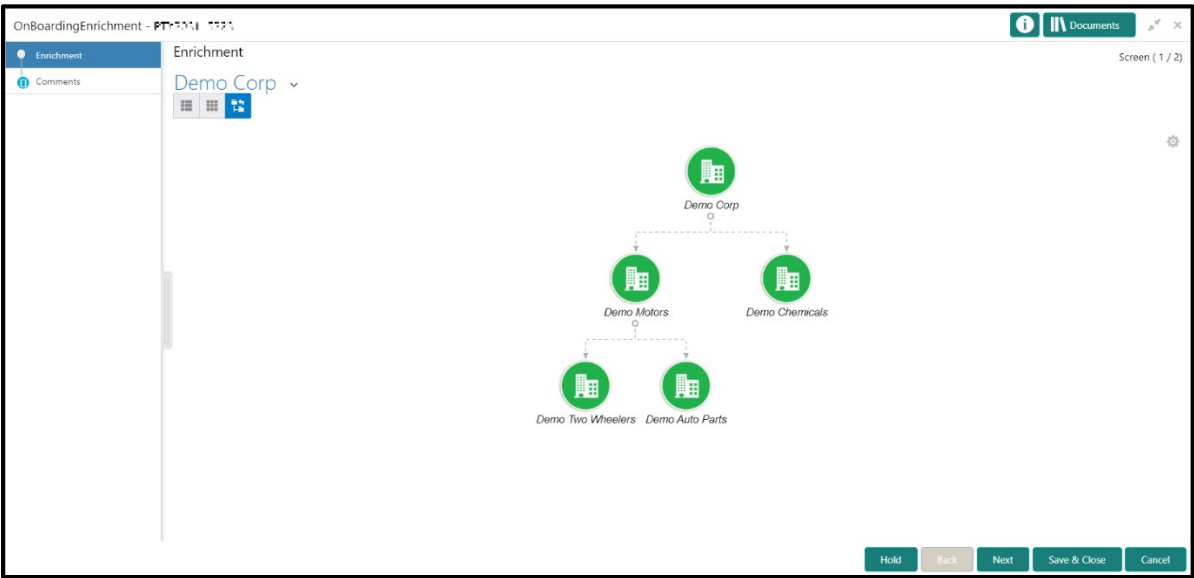 OnBoardingEnrichment -
Documents
Enrichment
Comments
Enrichment
Screen ( 1 / 2)
Demo Corp
Demo Corp
Demo Motors
Demo Chemicals
Demo Two Wheelers
Demo Auto Parts
Hold
Back
Next
Save & Close
Cancel